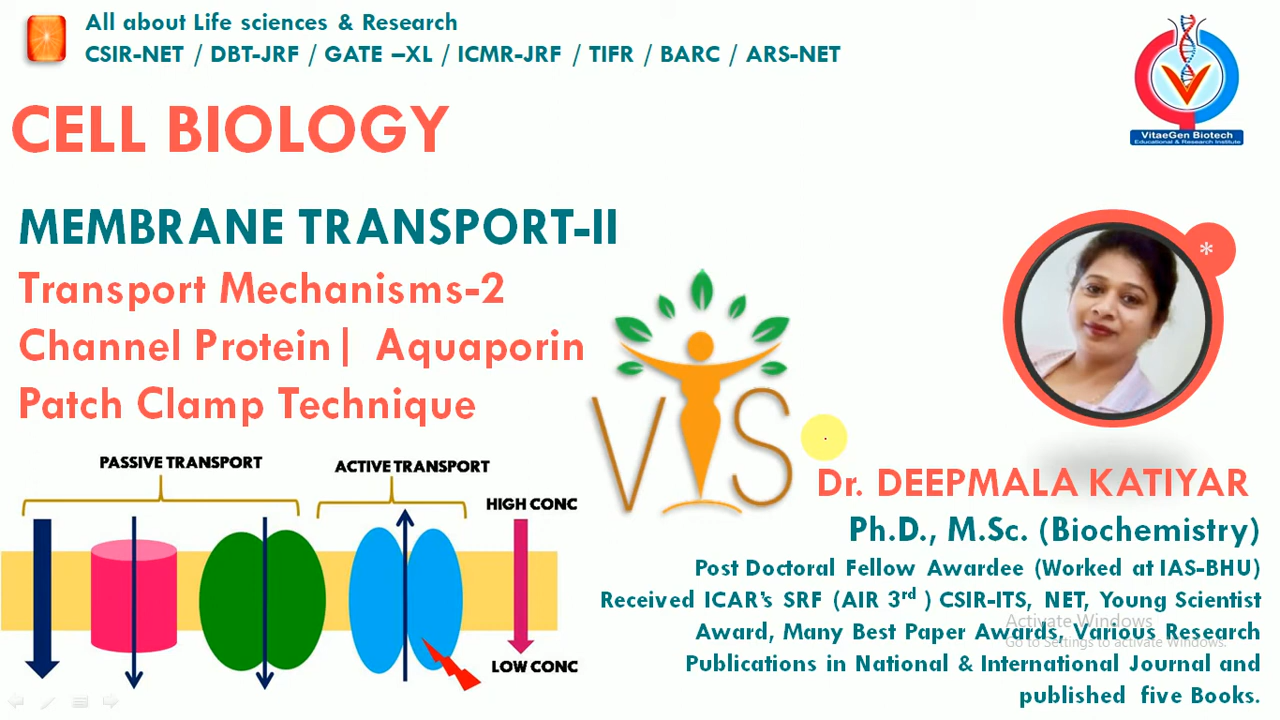 All about Life sciences & Research
CSIR-NET / DBT-JRF / GATE –XL / ICMR-JRF / TIFR / BARC / ARS-NET
VitaeGen Biotech
Educational & Research Institute
CELL BIOLOGY
MEMBRANE TRANSPORT-II
Transport Mechanisms-2
Channel Protein| Aquaporin
Patch Clamp Technique
*
VIS
PASSIVE TRANSPORT
ACTIVE TRANSPORT
HIGH CONC
LOW CONC
Dr. DEEPMALA KATIYAR
Ph.D., M.Sc. (Biochemistry)
Post Doctoral Fellow Awardee (Worked at IAS-BHU)
Received ICAR's SRF (AIR 3rd ) CSIR-ITS, NET, Young Scientist
Award, Many Best Paper Awards, Various Research
Publications in National & International Journal and
published five Books.
Activate Windows
Go to Settings to activate Windows.